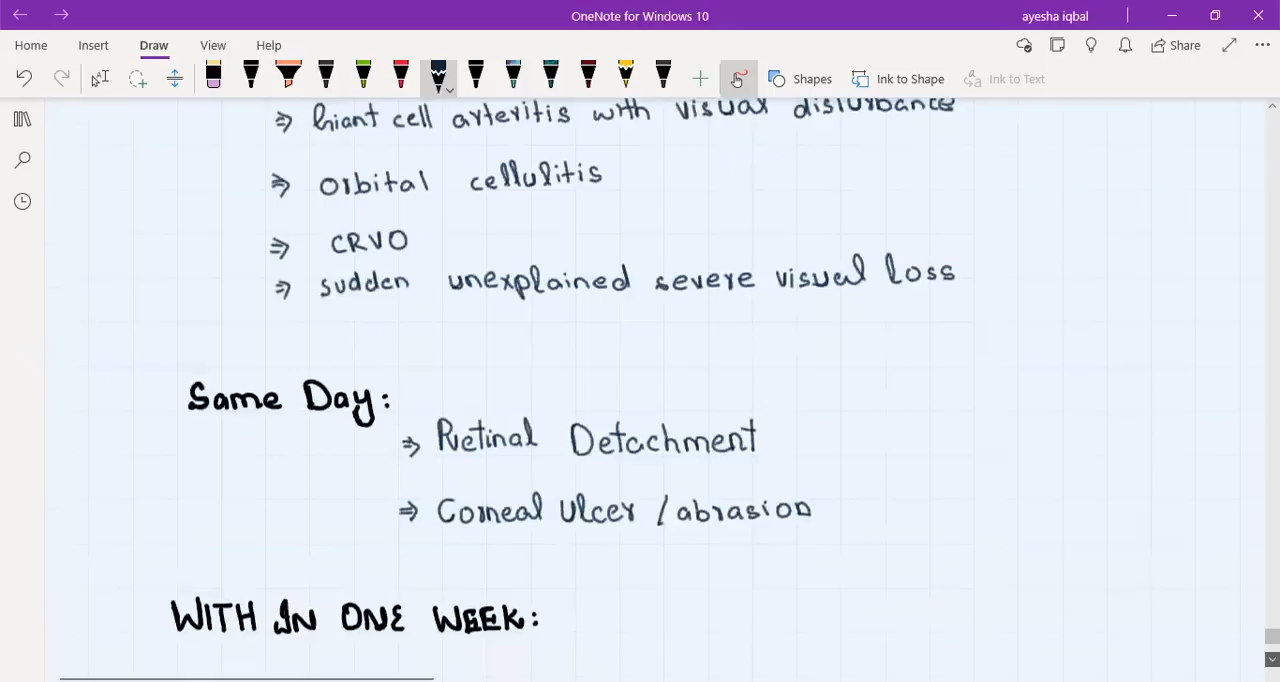 OneNote for Windows 10
ayesha iqbal
Home Insert Draw View Help
Share
Shapes Ink to Shape Ink to Text
⇒ Giant cell arteritis with visual disturbance
⇒ orbital cellulitis
⇒ CRVO
⇒ sudden unexplained severe visual loss
Same Day:
⇒ Retinal Detachment
⇒ Corneal Ulcer / abrasion
WITH IN ONE WEEK: